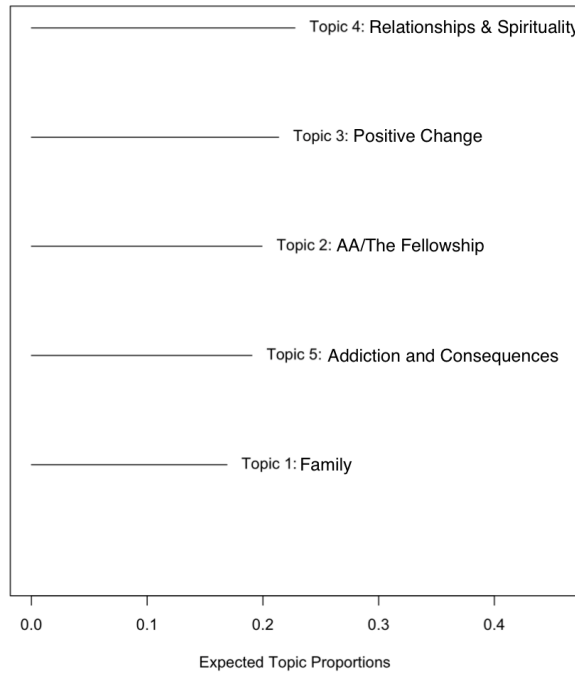 Topic 4: Relationships & Spirituality
Topic 3: Positive Change
Topic 2: AA/The Fellowship
Topic 5: Addiction and Consequences
Topic 1: Family
0.0 0.1 0.2 0.3 0.4
Expected Topic Proportions